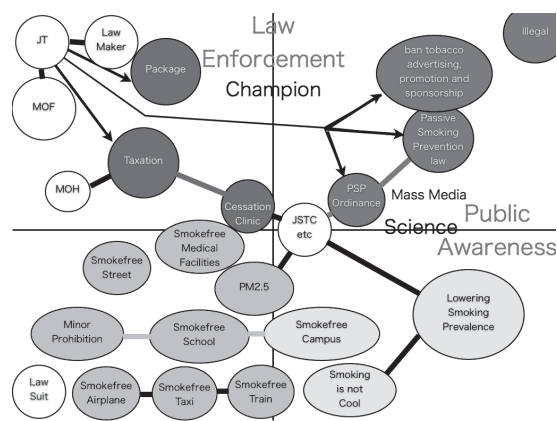 JT
Law
Maker
MOF
Package
Law
Enforcement
Champion
Illegal
ban tobacco
advertising,
promotion and
sponsorship
Passive
Smoking
Prevention
law
Taxation
MOH
Cessation
Clinic
PSP
Ordinance
Mass Media
JSTC
etc
Science
Public
Awareness
Smokefree
Medical
Facilities
Smokefree
Street
PM2.5
Lowering
Smoking
Prevalence
Minor
Prohibition
Smokefree
School
Smokefree
Campus
Law
Suit
Smokefree
Airplane
Smokefree
Taxi
Smokefree
Train
Smoking
is not
Cool